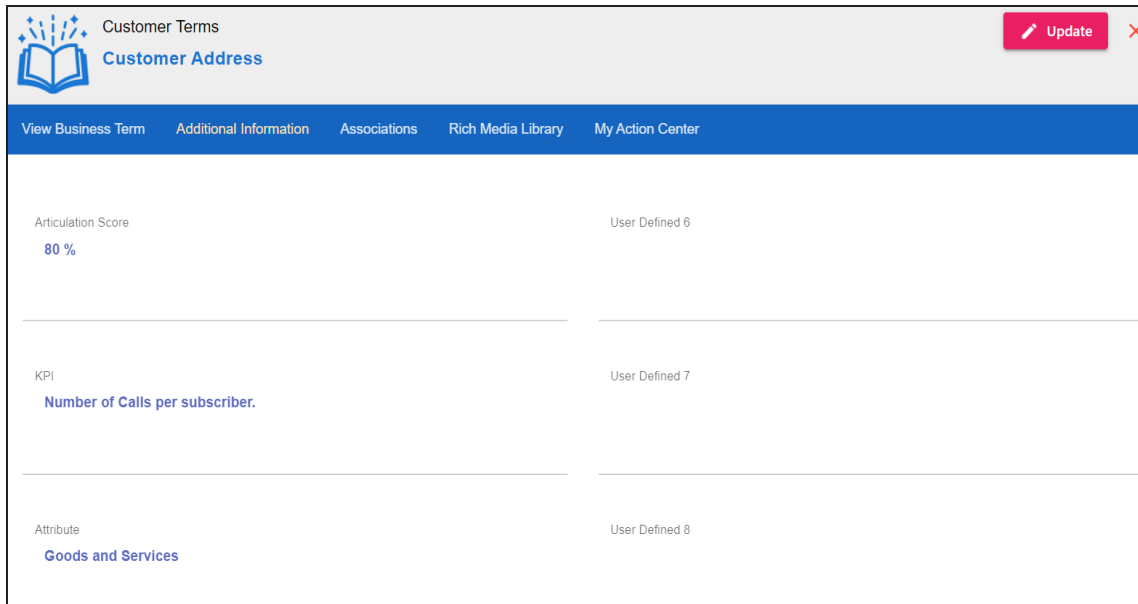 Customer Terms
Customer Address
Update
View Business Term Additional Information Associations Rich Media Library My Action Center
Articulation Score User Defined 6
80 %
KPI User Defined 7
Number of Calls per subscriber.
Attribute User Defined 8
Goods and Services